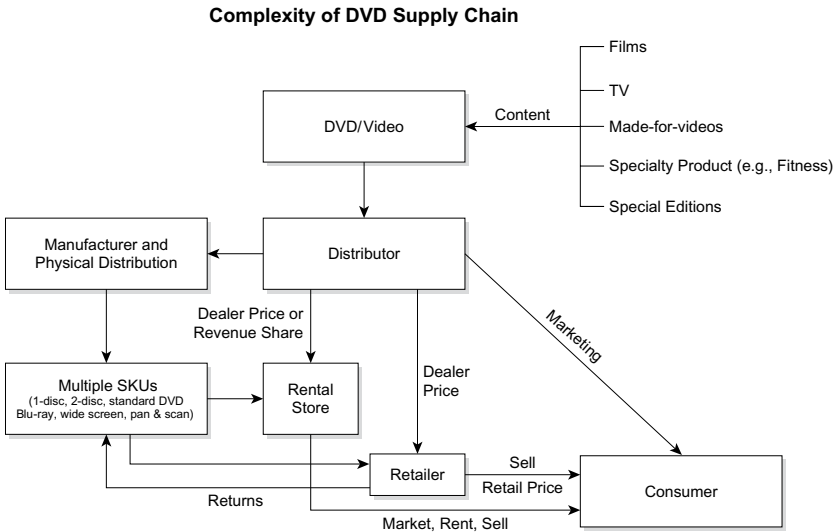 Complexity of DVD Supply Chain
Films
TV
Content
DVD/Video
Made-for-videos
Specialty Product (e.g., Fitness)
Special Editions
Manufacturer and
Physical Distribution
Distributor
Dealer Price or
Revenue Share
Marketing
Dealer
Price
Multiple SKUs
(1-disc, 2-disc, standard DVD
Blu-ray, wide screen, pan & scan)
Rental
Store
Retailer
Sell
Retail Price
Consumer
Returns
Market, Rent, Sell